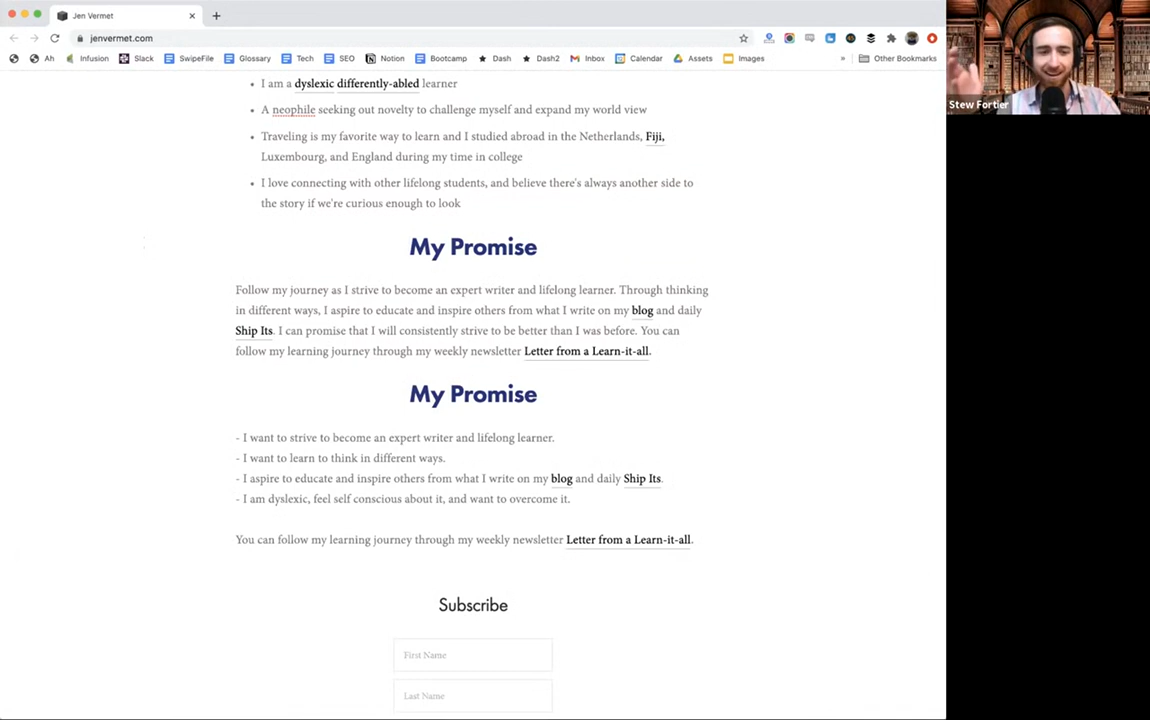 Jen Vermet
jenvermet.com
Ah Infusion Slack SwipeFile Glossary Tech SEO Notion Bootcamp Dash Dash2 Inbox Calendar Assets Images » Other Bookmarks
Stew Fortier
• I am a dyslexic differently-abled learner
• A neophile seeking out novelty to challenge myself and expand my world view
• Traveling is my favorite way to learn and I studied abroad in the Netherlands, Fiji,
Luxembourg, and England during my time in college
• I love connecting with other lifelong students, and believe there's always another side to
the story if we're curious enough to look
My Promise
Follow my journey as I strive to become an expert writer and lifelong learner. Through thinking
in different ways, I aspire to educate and inspire others from what I write on my blog and daily
Ship Its. I can promise that I will consistently strive to be better than I was before. You can
follow my learning journey through my weekly newsletter Letter from a Learn-it-all.
My Promise
- I want to strive to become an expert writer and lifelong learner.
- I want to learn to think in different ways.
- I aspire to educate and inspire others from what I write on my blog and daily Ship Its.
- I am dyslexic, feel self conscious about it, and want to overcome it.
You can follow my learning journey through my weekly newsletter Letter from a Learn-it-all.
Subscribe
First Name
Last Name